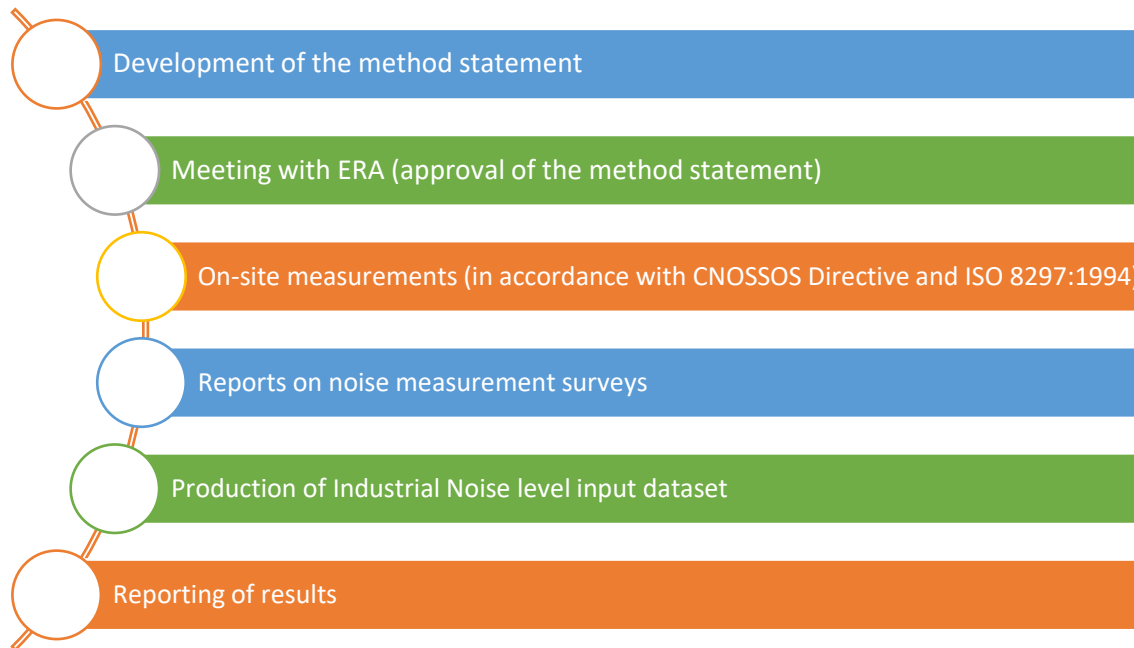 Development of the method statement
Meeting with ERA (approval of the method statement)
On-site measurements (in accordance with CNOSSOS Directive and ISO 8297:1994)
Reports on noise measurement surveys
Production of Industrial Noise level input dataset
Reporting of results